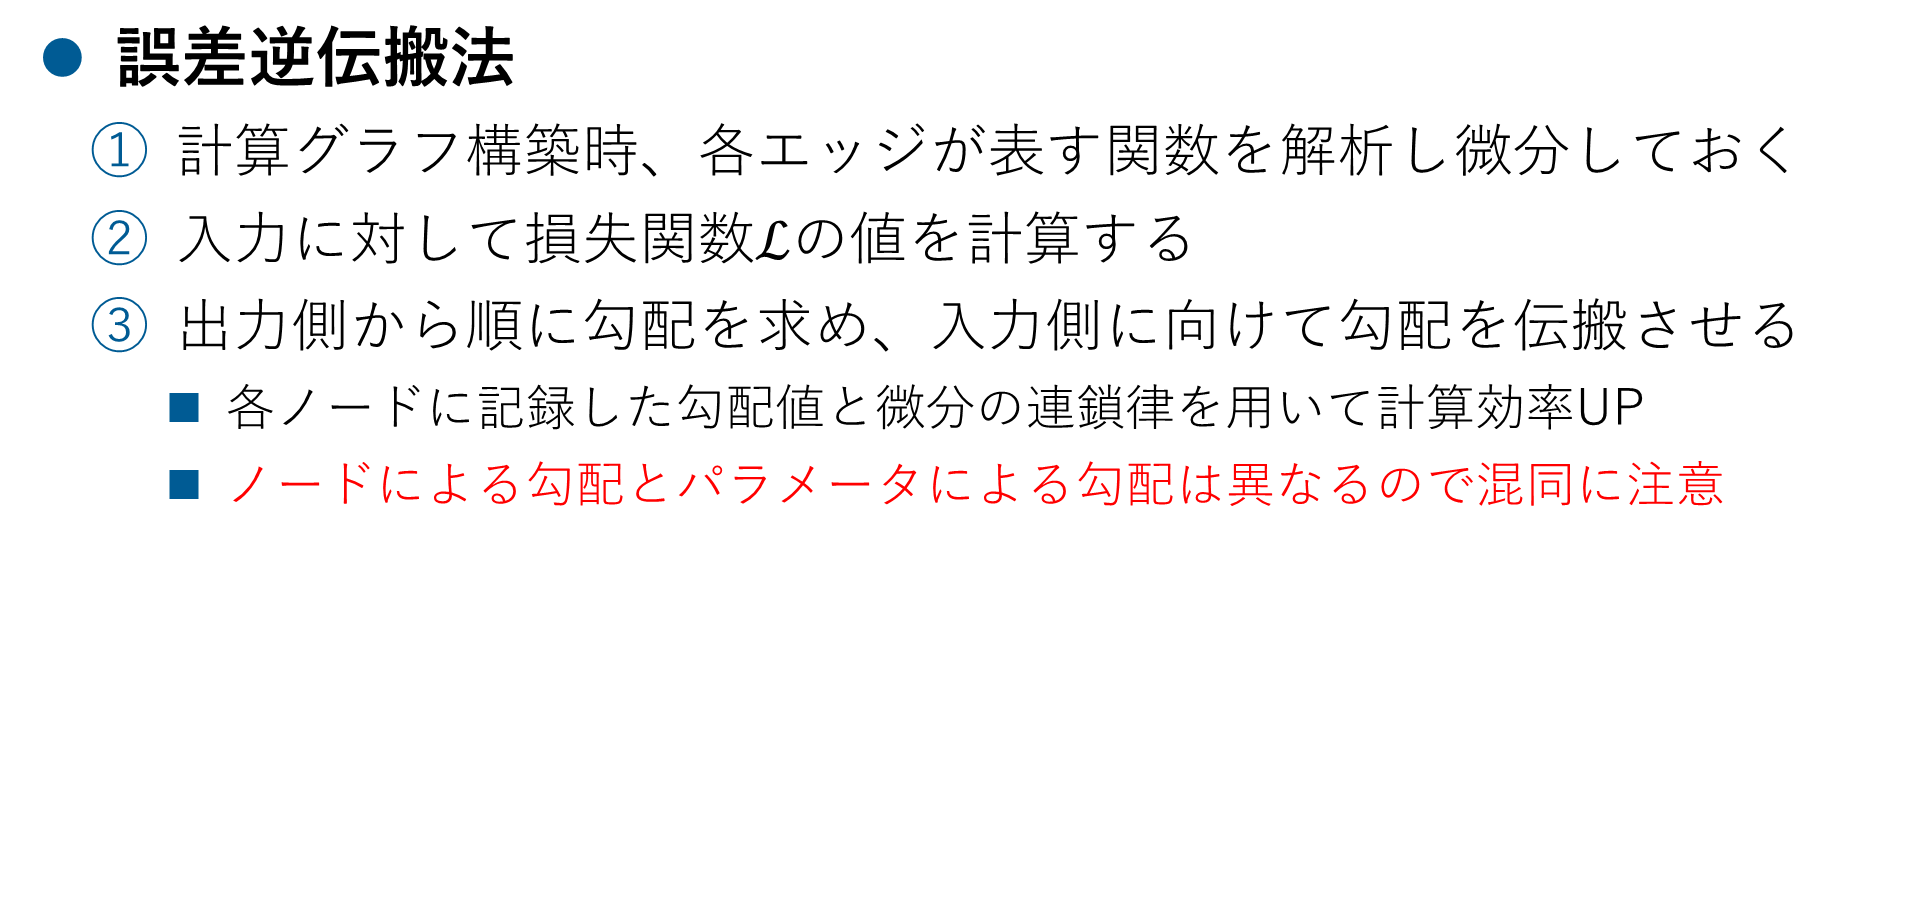 ● 誤差逆伝搬法
① 計算グラフ構築時、各エッジが表す関数を解析し微分しておく
② 入力に対して損失関数ℒの値を計算する
③ 出力側から順に勾配を求め、入力側に向けて勾配を伝搬させる
■ 各ノードに記録した勾配値と微分の連鎖律を用いて計算効率UP
■ ノードによる勾配とパラメータによる勾配は異なるので混同に注意